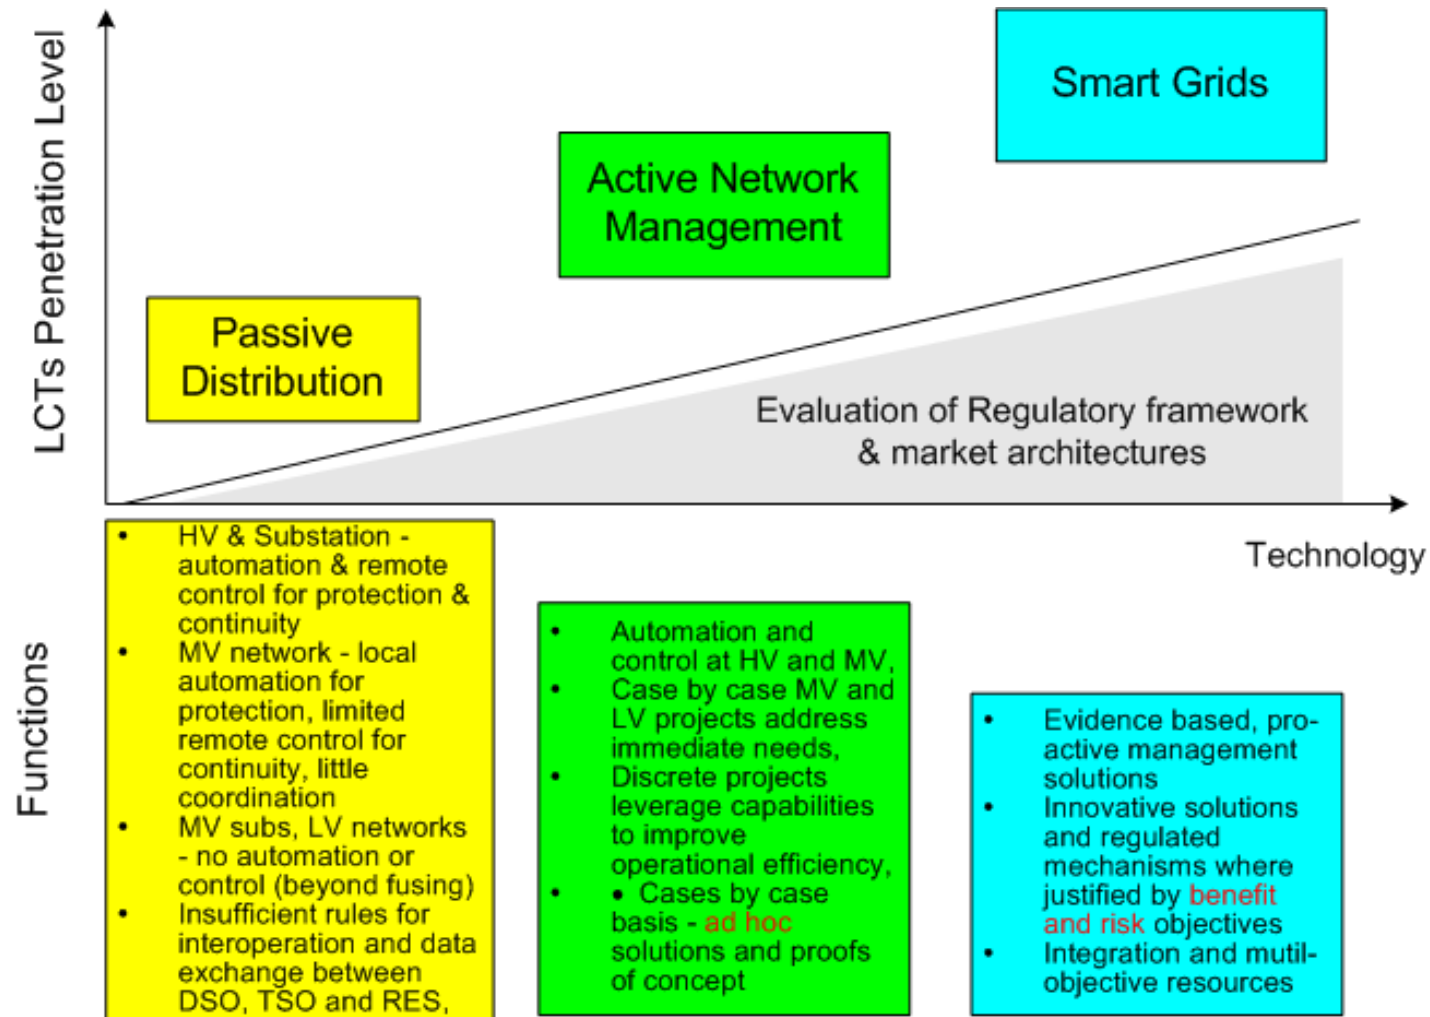 LCTs Penetration Level
Smart Grids
Active Network
Management
Passive
Distribution
Evaluation of Regulatory framework
& market architectures
Technology
Functions
• HV & Substation -
automation & remote
control for protection &
continuity
• MV network - local
automation for
protection, limited
remote control for
continuity, little
coordination
• MV subs, LV networks
- no automation or
control (beyond fusing)
• Insufficient rules for
interoperation and data
exchange between
DSO, TSO and RES,
• Automation and
control at HV and MV,
• Case by case MV and
LV projects address
immediate needs,
• Discrete projects
leverage capabilities
to improve
operational efficiency,
• • Cases by case
basis - ad hoc
solutions and proofs
of concept
• Evidence based, pro-
active management
solutions
• Innovative solutions
and regulated
mechanisms where
justified by benefit
and risk objectives
• Integration and mutil-
objective resources